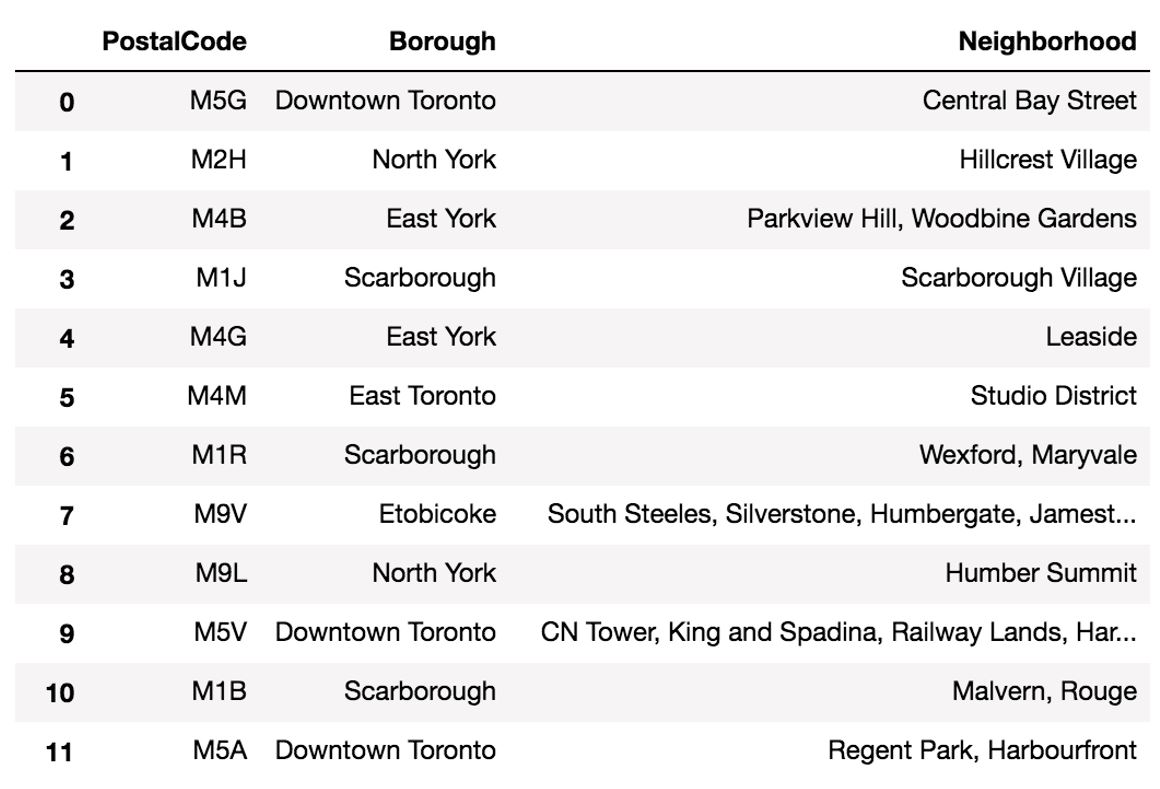 PostalCode Borough Neighborhood
0 M5G Downtown Toronto Central Bay Street
1 M2H North York Hillcrest Village
2 M4B East York Parkview Hill, Woodbine Gardens
3 M1J Scarborough Scarborough Village
4 M4G East York Leaside
5 M4M East Toronto Studio District
6 M1R Scarborough Wexford, Maryvale
7 M9V Etobicoke South Steeles, Silverstone, Humbergate, Jamest...
8 M9L North York Humber Summit
9 M5V Downtown Toronto CN Tower, King and Spadina, Railway Lands, Har...
10 M1B Scarborough Malvern, Rouge
11 M5A Downtown Toronto Regent Park, Harbourfront